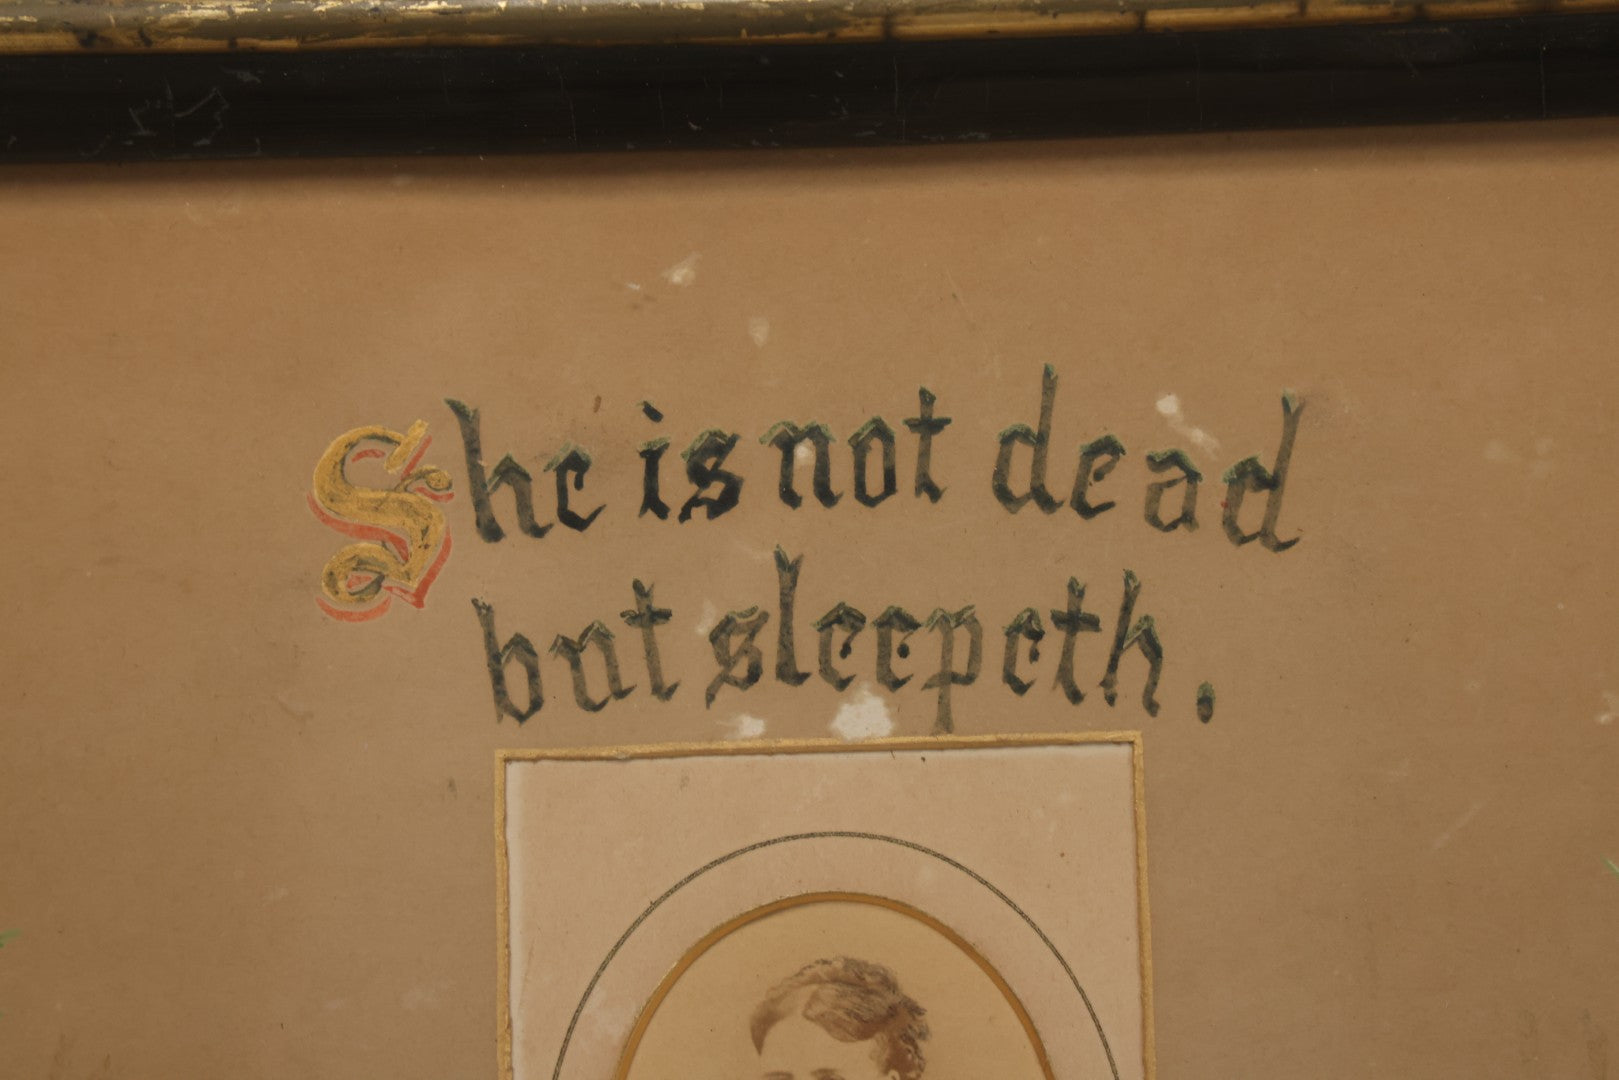 She is not dead
but sleepeth.